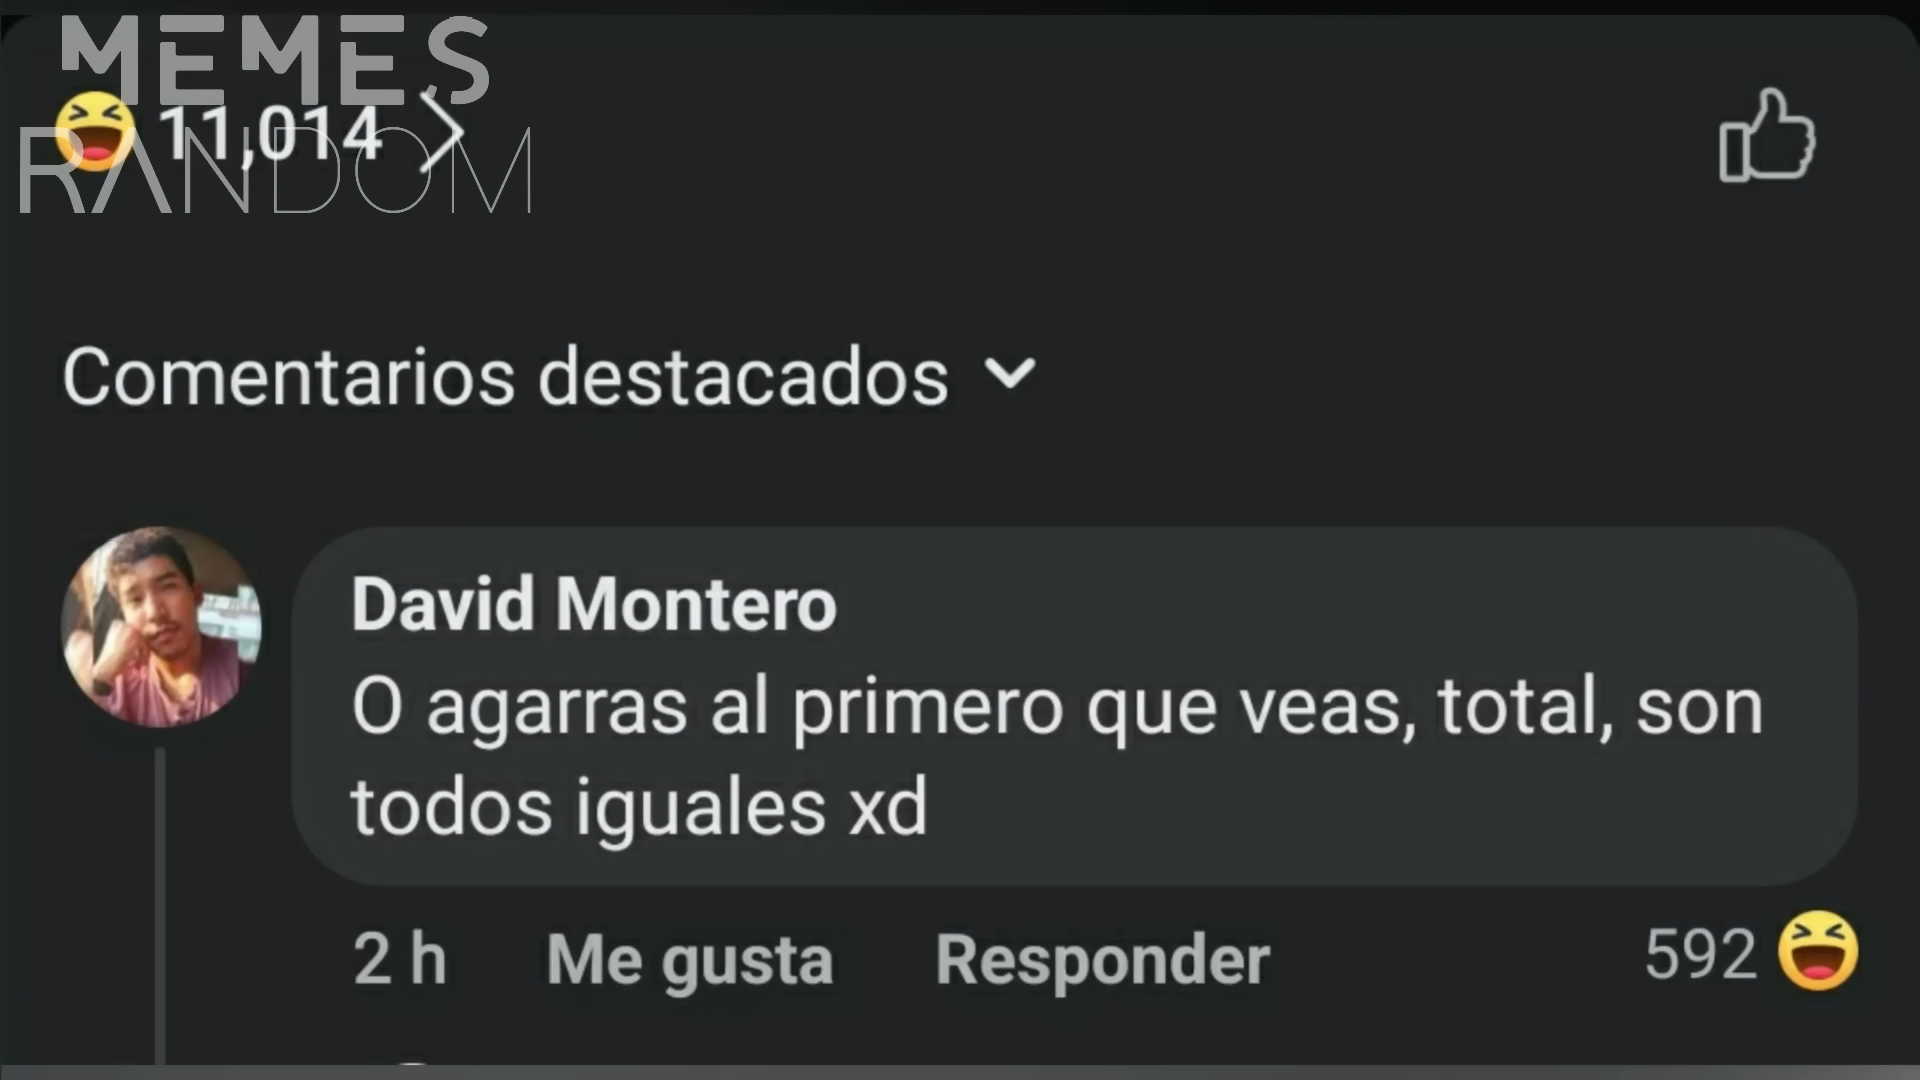 MEMES
RANDOM
11,014
Comentarios destacados
David Montero
O agarras al primero que veas, total, son
todos iguales xd
2 h Me gusta Responder 592